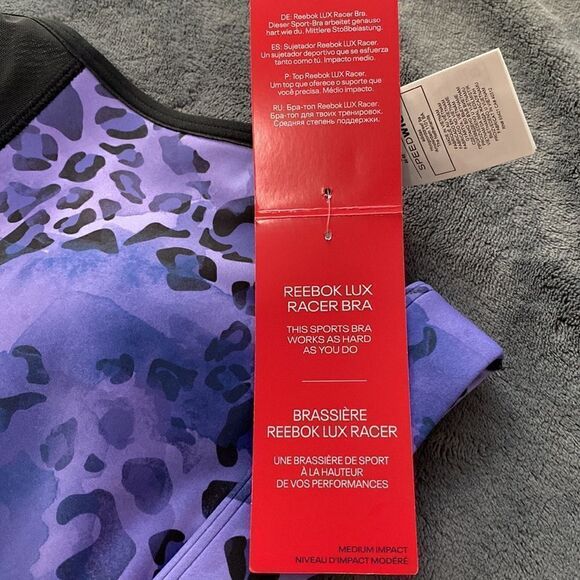 DE: Reebok LUX Racer Bra.
Dieser Sport-Bra arbeitet genauso
hart wie du. Mittlere Stoßbelastung.
ES: Sujetador Reebok LUX Racer.
Un sujetador deportivo que se esfuerza
tanto como tú. Impacto medio.
P: Top Reebok LUX Racer.
Um top que oferece o suporte que
você precisa. Médio impacto.
RU: Бра-топ Reebok LUX Racer.
Бра-топ для твоих тренировок.
Средняя степень поддержки.
REEBOK LUX
RACER BRA
THIS SPORTS BRA
WORKS AS HARD
AS YOU DO
BRASSIÈRE
REEBOK LUX RACER
UNE BRASSIÈRE DE SPORT
À LA HAUTEUR
DE VOS PERFORMANCES
MEDIUM IMPACT
NIVEAU D'IMPACT MODÉRÉ